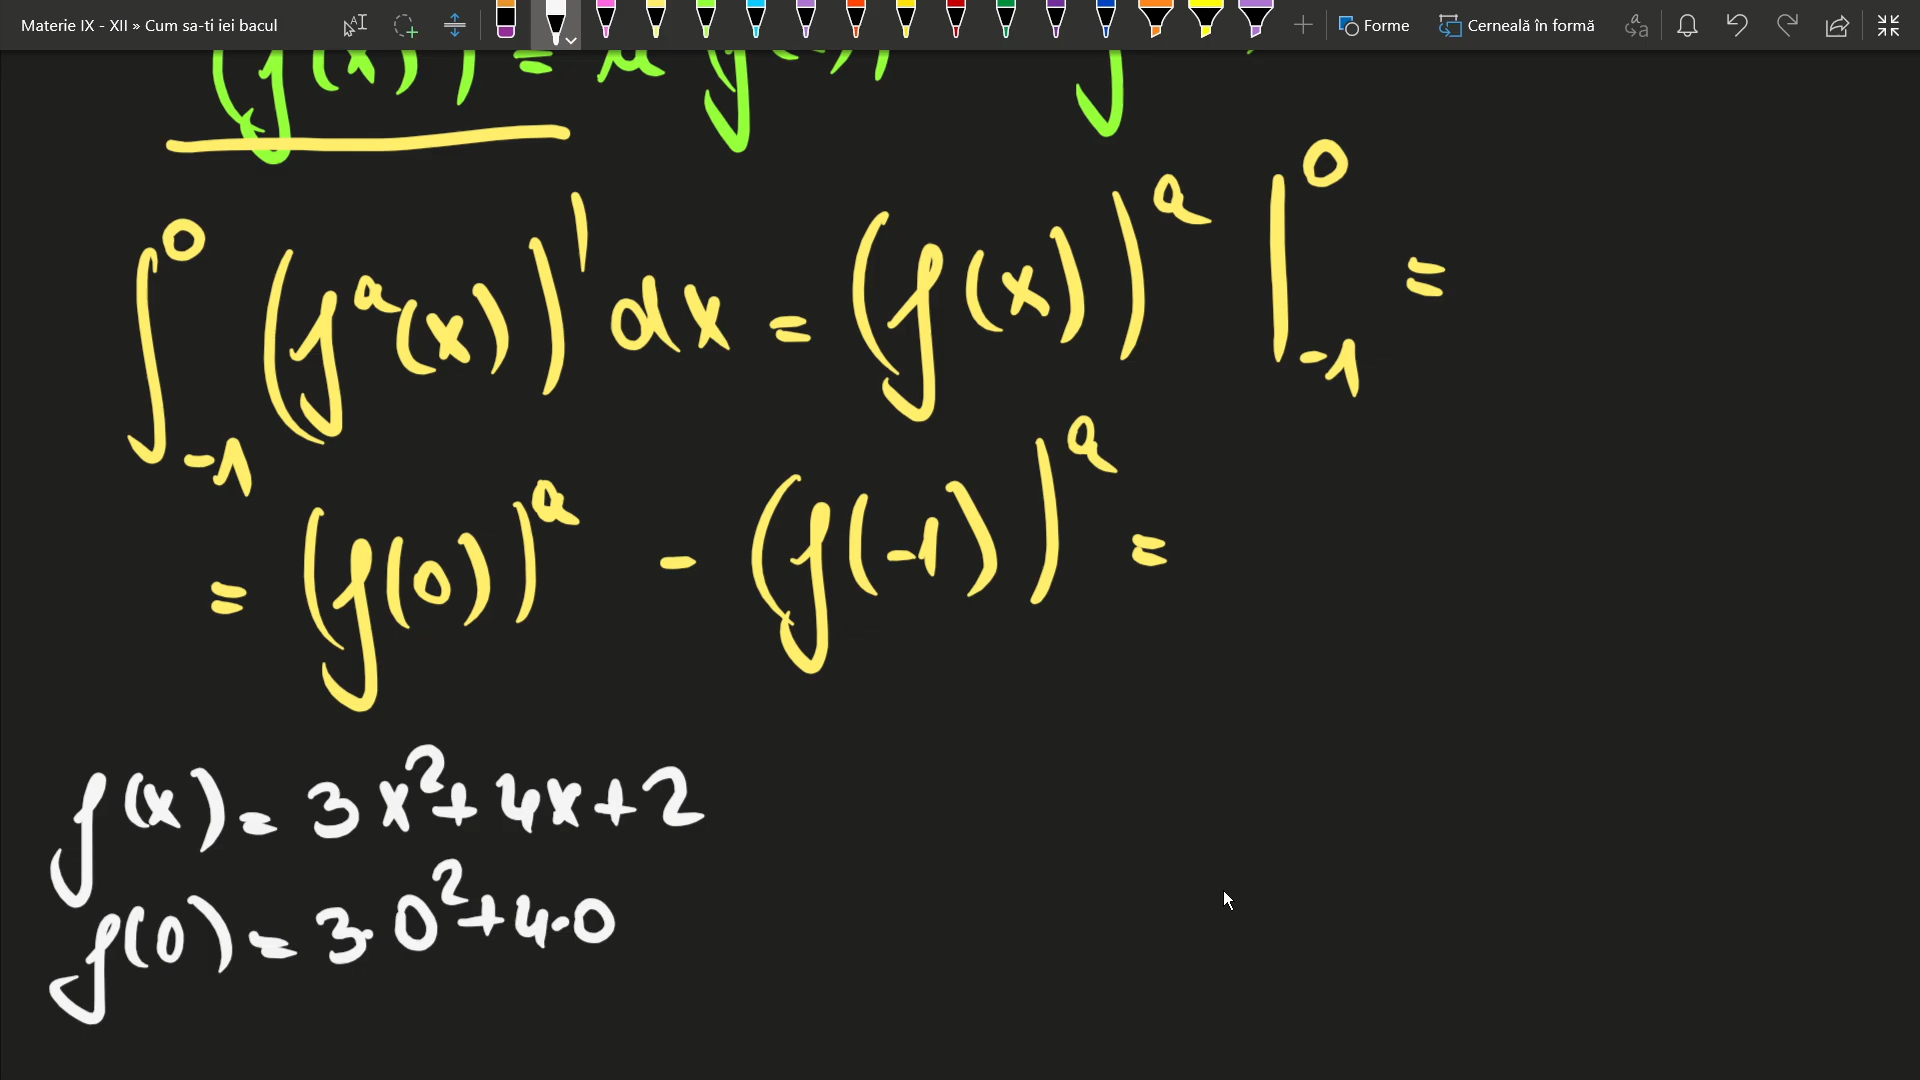 Materie IX - XII » Cum sa-ti iei bacul
Forme
Cerneală în formă
∫₋₁⁰ (fᵃ(x))' dx = (f(x))ᵃ |₋₁⁰ =
= (f(0))ᵃ - (f(-1))ᵃ =
f(x) = 3x² + 4x + 2
f(0) = 3·0² + 4·0